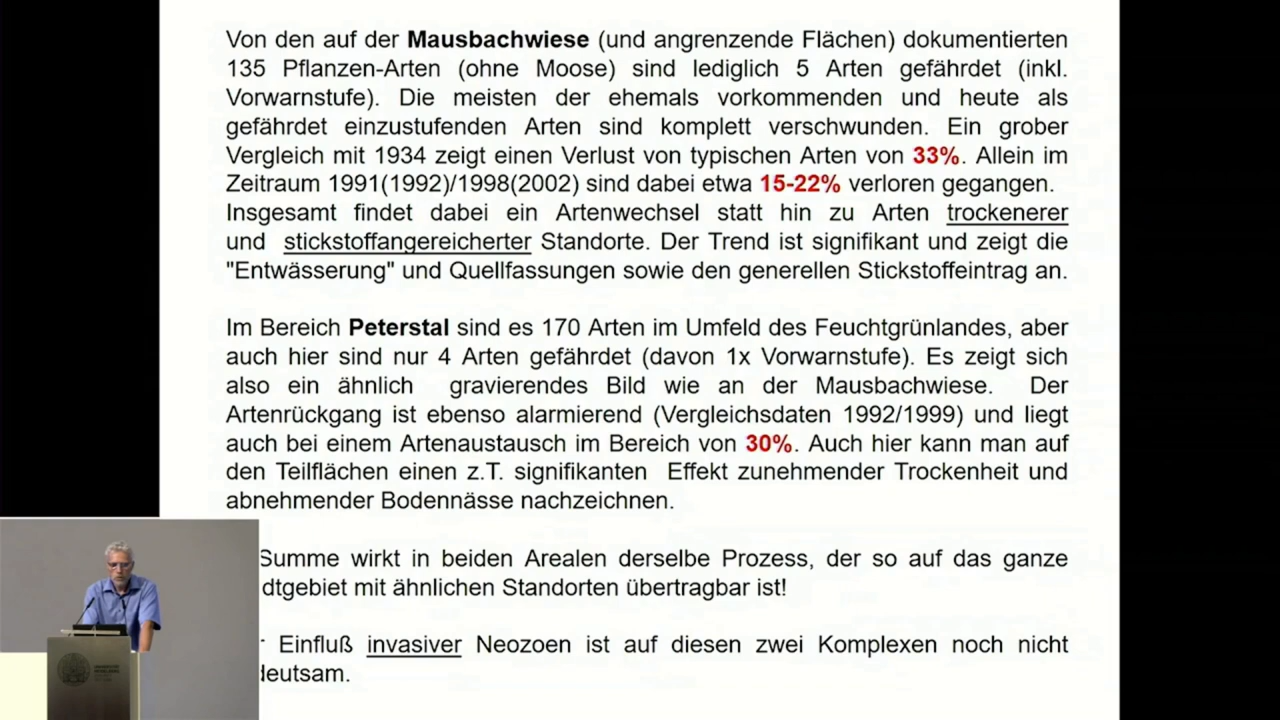 Von den auf der Mausbachwiese (und angrenzende Flächen) dokumentierten
135 Pflanzen-Arten (ohne Moose) sind lediglich 5 Arten gefährdet (inkl.
Vorwarnstufe). Die meisten der ehemals vorkommenden und heute als
gefährdet einzustufenden Arten sind komplett verschwunden. Ein grober
Vergleich mit 1934 zeigt einen Verlust von typischen Arten von 33%. Allein im
Zeitraum 1991(1992)/1998(2002) sind dabei etwa 15-22% verloren gegangen.
Insgesamt findet dabei ein Artenwechsel statt hin zu Arten trockenerer
und stickstoffangereicherter Standorte. Der Trend ist signifikant und zeigt die
"Entwässerung" und Quellfassungen sowie den generellen Stickstoffeintrag an.
Im Bereich Peterstal sind es 170 Arten im Umfeld des Feuchtgrünlandes, aber
auch hier sind nur 4 Arten gefährdet (davon 1x Vorwarnstufe). Es zeigt sich
also ein ähnlich gravierendes Bild wie an der Mausbachwiese. Der
Artenrückgang ist ebenso alarmierend (Vergleichsdaten 1992/1999) und liegt
auch bei einem Artenaustausch im Bereich von 30%. Auch hier kann man auf
den Teilflächen einen z.T. signifikanten Effekt zunehmender Trockenheit und
abnehmender Bodennässe nachzeichnen.
Summe wirkt in beiden Arealen derselbe Prozess, der so auf das ganze
dtgebiet mit ähnlichen Standorten übertragbar ist!
r Einfluß invasiver Neozoen ist auf diesen zwei Komplexen noch nicht
deutsam.